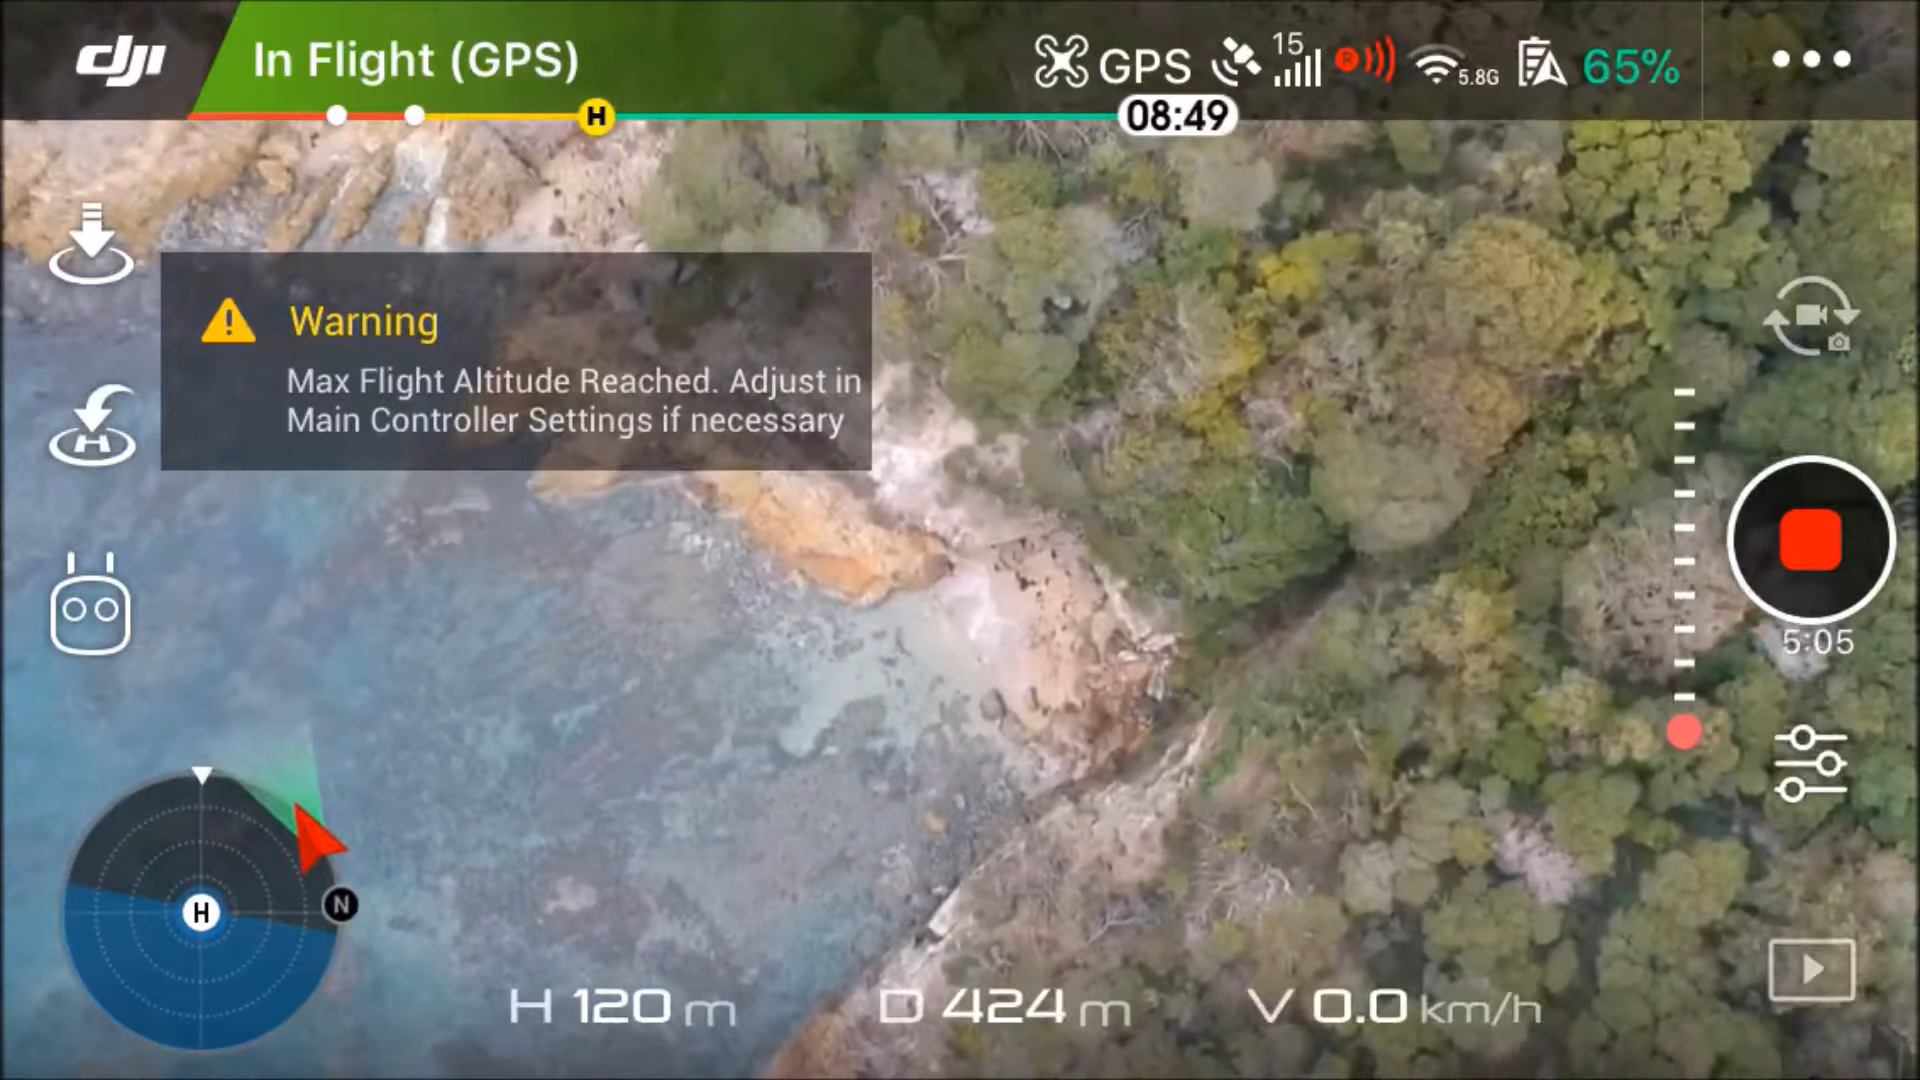 dji
In Flight (GPS)
GPS
15
R
5.8G
65%
H
08:49
Warning
Max Flight Altitude Reached. Adjust in
Main Controller Settings if necessary
H
5:05
N
H
H 120 m
D 424 m
V 0.0 km/h